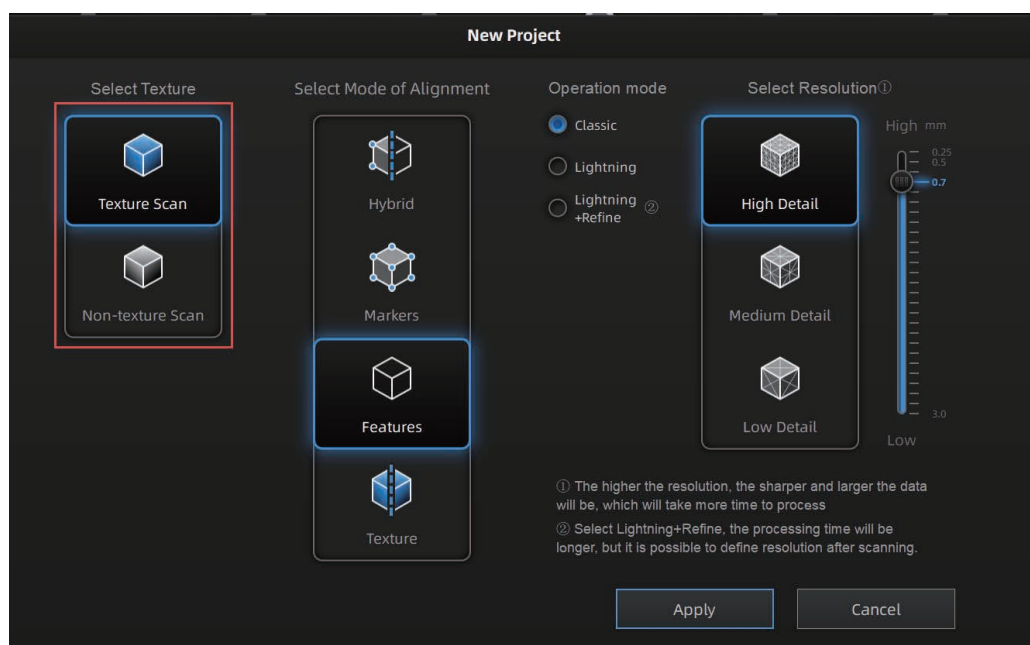 New Project
Select Texture
Texture Scan
Non-texture Scan
Select Mode of Alignment
Hybrid
Markers
Features
Texture
Operation mode
Classic
Lightning
Lightning ②
+Refine
Select Resolution①
High Detail
Medium Detail
Low Detail
High mm
0.25
0.5
0.7
3.0
Low
① The higher the resolution, the sharper and larger the data
will be, which will take more time to process
② Select Lightning+Refine, the processing time will be
longer, but it is possible to define resolution after scanning.
Apply
Cancel